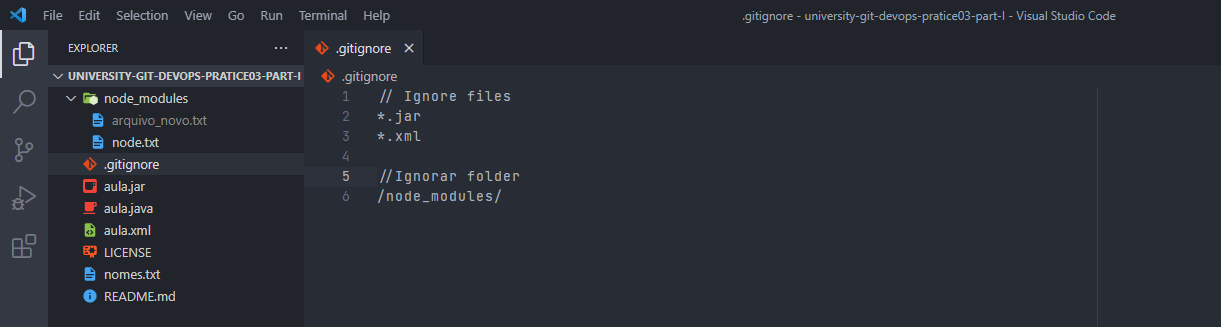 File Edit Selection View Go Run Terminal Help
.gitignore - university-git-devops-pratice03-part-I - Visual Studio Code
EXPLORER ...
UNIVERSITY-GIT-DEVOPS-PRATICE03-PART-I
node_modules
arquivo_novo.txt
node.txt
.gitignore
aula.jar
aula.java
aula.xml
LICENSE
nomes.txt
README.md
.gitignore
.gitignore
1 // Ignore files
2 *.jar
3 *.xml
4
5 //Ignorar folder
6 /node_modules/